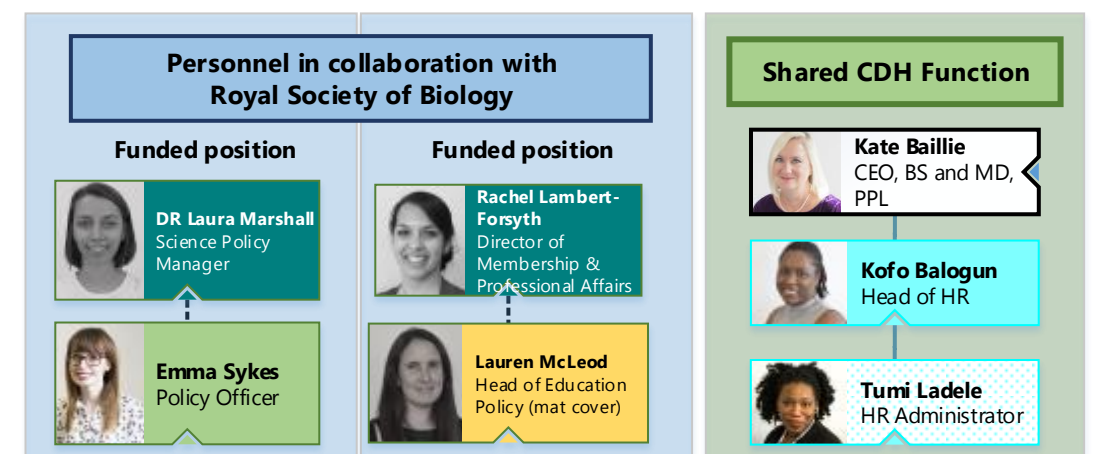 Personnel in collaboration with
Royal Society of Biology
Funded position
DR Laura Marshall
Science Policy
Manager
Emma Sykes
Policy Officer
Funded position
Rachel Lambert-
Forsyth
Director of
Membership &
Professional Affairs
Lauren McLeod
Head of Education
Policy (mat cover)
Shared CDH Function
Kate Baillie
CEO, BS and MD,
PPL
Kofo Balogun
Head of HR
Tumi Ladele
HR Administrator